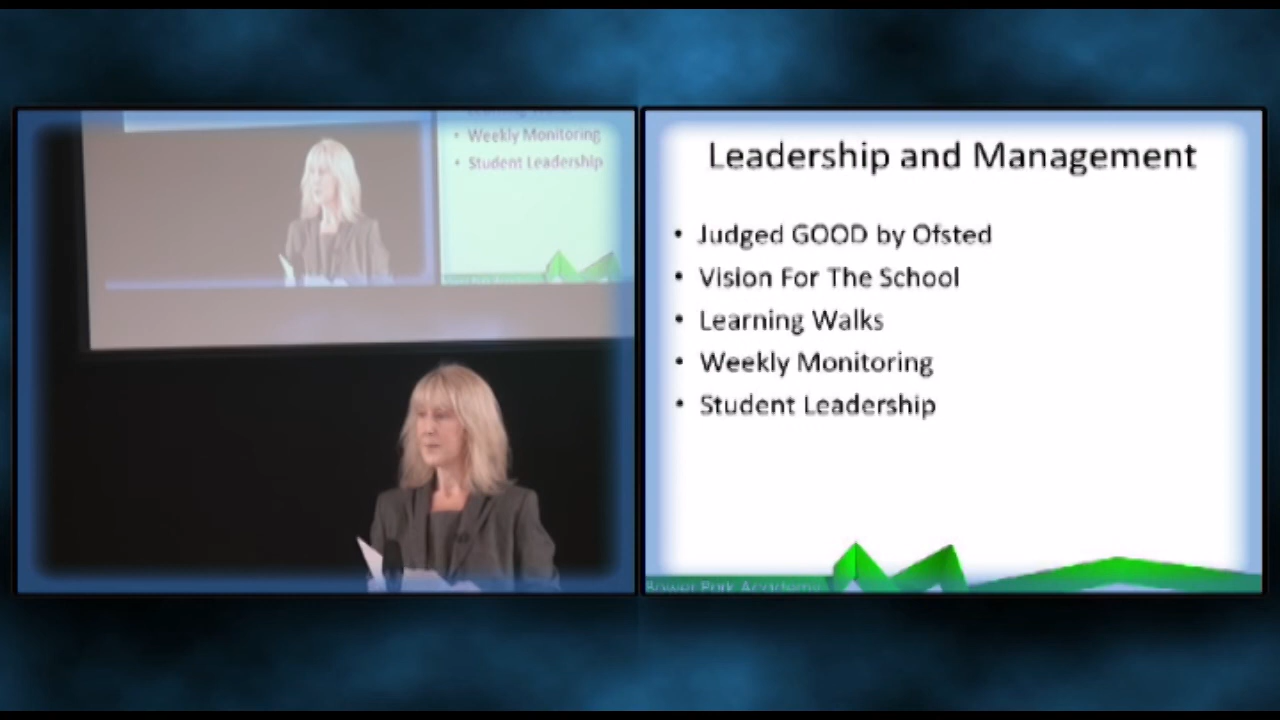 Weekly Monitoring
Student Leadership
Leadership and Management
• Judged GOOD by Ofsted
• Vision For The School
• Learning Walks
• Weekly Monitoring
• Student Leadership
Bower Park Academy